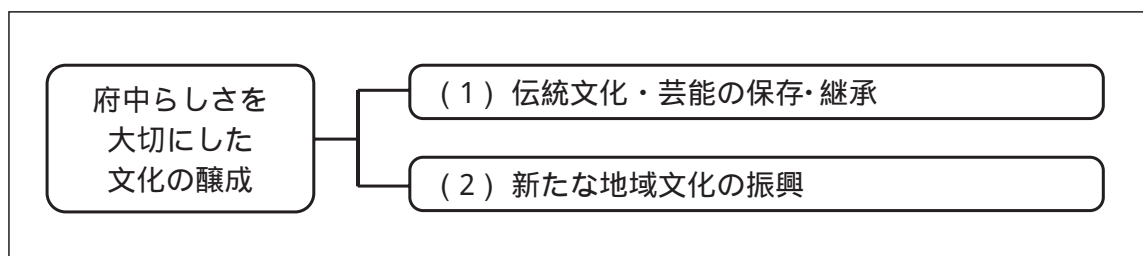 府中らしさを
大切にした
文化の醸成
(1) 伝統文化・芸能の保存・継承
(2) 新たな地域文化の振興